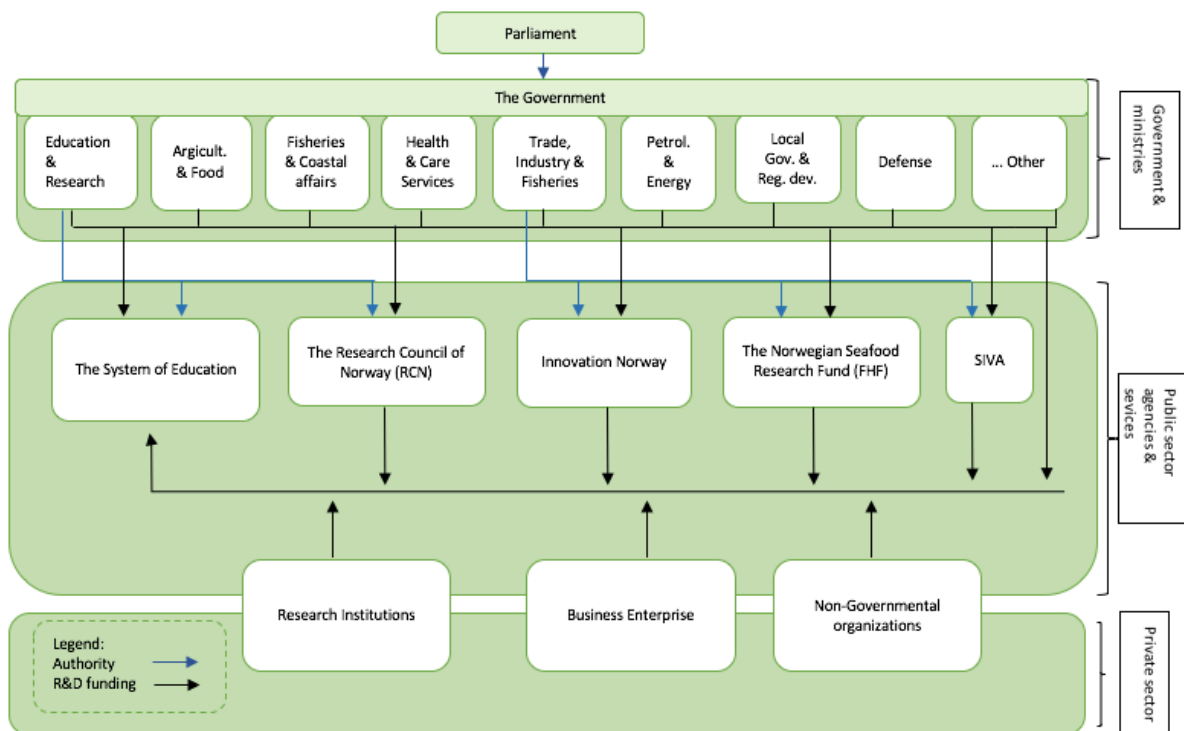 Parliament
The Government
Education
&
Research
Argicult.
& Food
Fisheries
& Coastal
affairs
Health
& Care
Services
Trade,
Industry &
Fisheries
Petrol.
&
Energy
Local
Gov. &
Reg. dev.
Defense
... Other
Government &
ministries
The System of Education
The Research Council of
Norway (RCN)
Innovation Norway
The Norwegian Seafood
Research Fund (FHF)
SIVA
Public sector
agencies &
sevices
Research Institutions
Business Enterprise
Non-Governmental
organizations
Legend:
Authority
R&D funding
Private sector